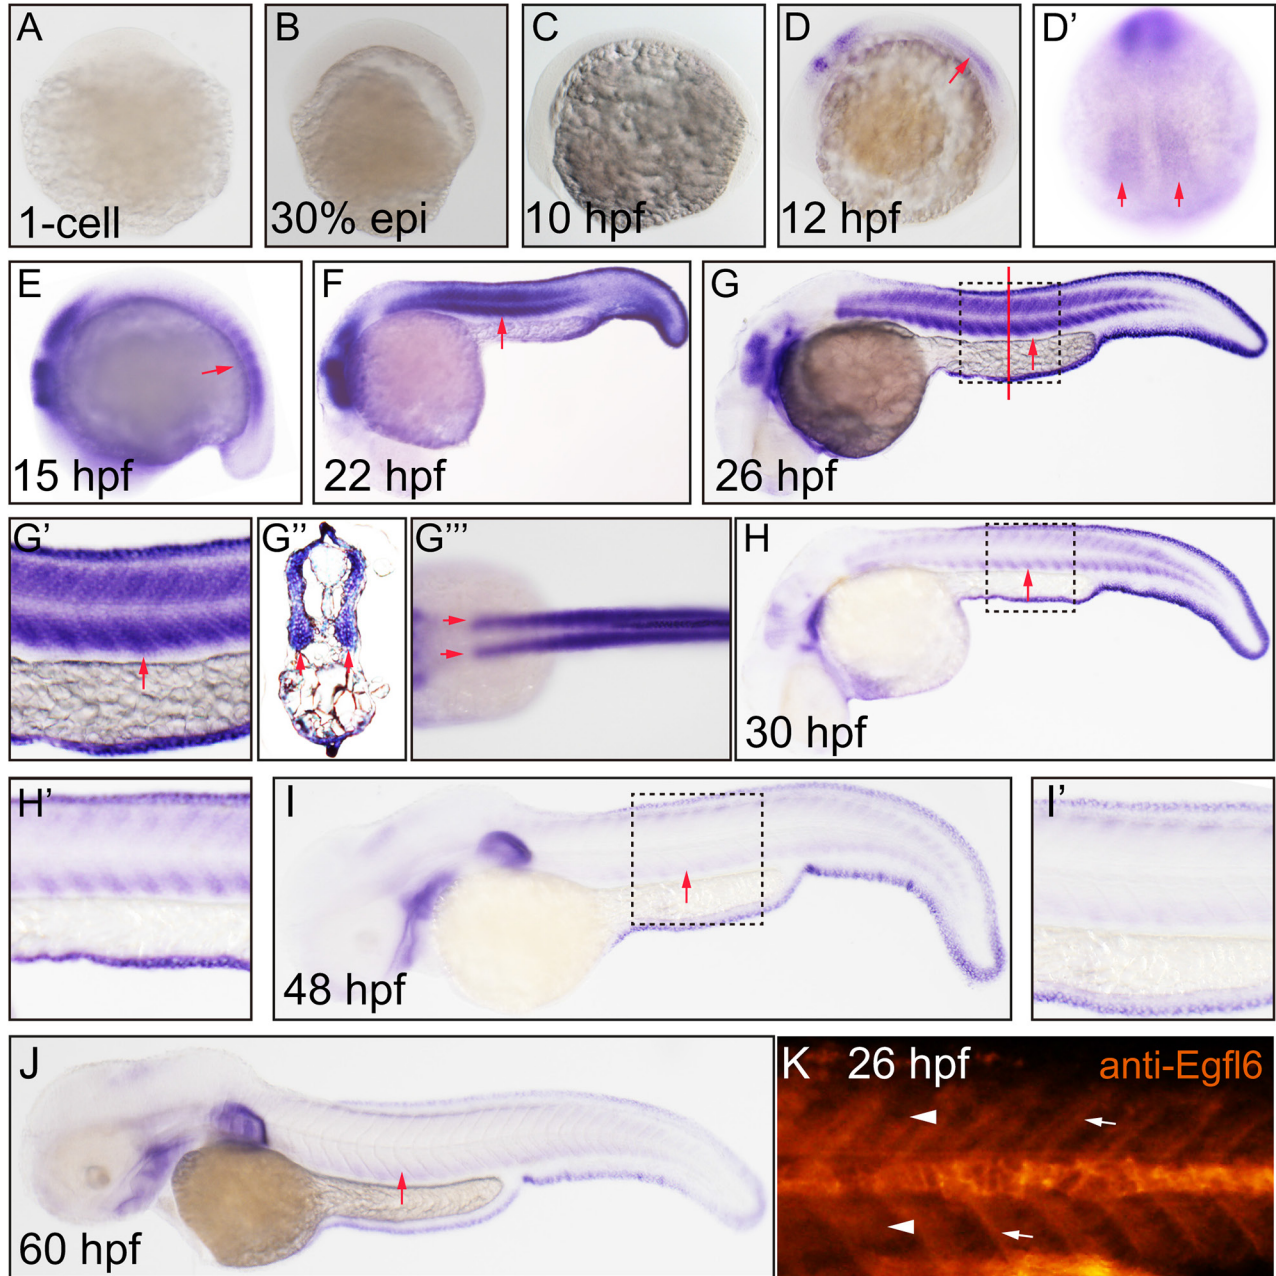 A
1-cell
B
30% epi
C
10 hpf
D
12 hpf
D’
E
15 hpf
F
22 hpf
G
26 hpf
G’
G’’
G’’’
H
30 hpf
H’
I
48 hpf
I’
J
60 hpf
K 26 hpf anti-Egfl6